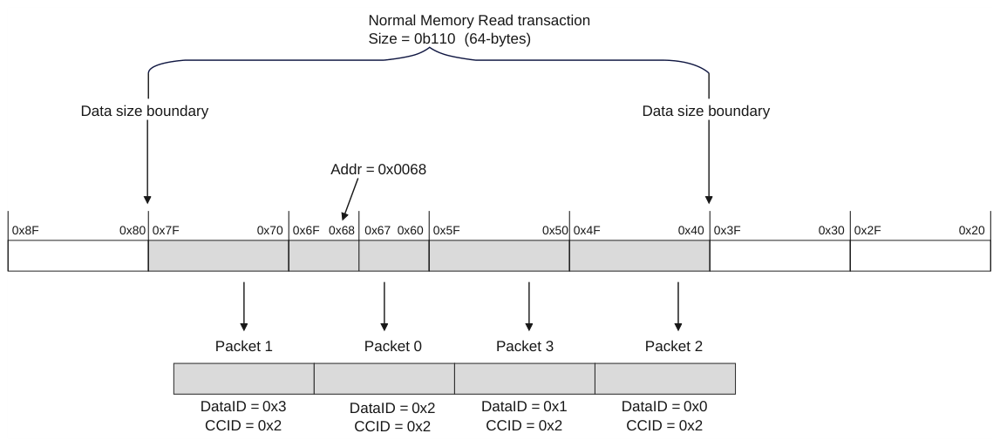 Normal Memory Read transaction
Size = 0b110 (64-bytes)
Data size boundary
Data size boundary
Addr = 0x0068
0x8F 0x80 0x7F 0x70 0x6F 0x68 0x67 0x60 0x5F 0x50 0x4F 0x40 0x3F 0x30 0x2F 0x20
Packet 1 Packet 0 Packet 3 Packet 2
DataID = 0x3 DataID = 0x2 DataID = 0x1 DataID = 0x0
CCID = 0x2 CCID = 0x2 CCID = 0x2 CCID = 0x2